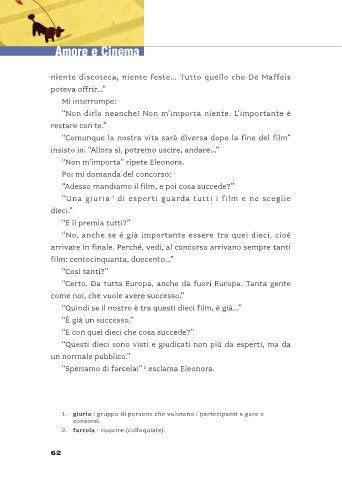 Amore e Cinema
niente discoteca, niente feste... Tutto quello che De Maffeis
poteva offrir...”
Mi interrompe:
“Non dirlo neanche! Non m’importa niente. L’importante è
restare con te.”
“Comunque la nostra vita sarà diversa dopo la fine del film”
insisto io. “Allora sì, potremo uscire, andare...”
“Non m’importa” ripete Eleonora.
Poi mi domanda del concorso:
“Adesso mandiamo il film, e poi cosa succede?”
“Una giuria 1 di esperti guarda tutti i film e ne sceglie
dieci.”
“E li premia tutti?”
“No, anche se è già importante essere tra quei dieci, cioè
arrivare in finale. Perché, vedi, al concorso arrivano sempre tanti
film: centocinquanta, duecento...”
“Così tanti?”
“Certo. Da tutta Europa, anche da fuori Europa. Tanta gente
come noi, che vuole avere successo.”
“Quindi se il nostro è tra questi dieci film, è già...”
“È già un successo.”
“E con quei dieci che cosa succede?”
“Questi dieci sono visti e giudicati non più da esperti, ma da
un normale pubblico.”
“Speriamo di farcela!” 2 esclama Eleonora.
1. giuria : gruppo di persone che valutano i partecipanti a gare e
concorsi.
2. farcela : riuscire (colloquiale).
62